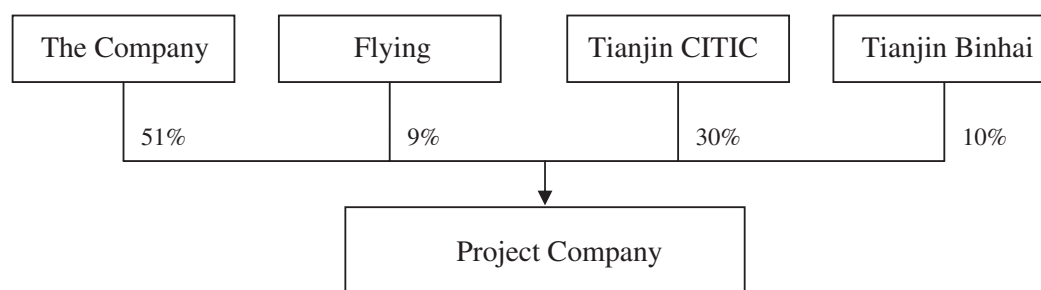 The Company Flying Tianjin CITIC Tianjin Binhai
51% 9% 30% 10%
Project Company